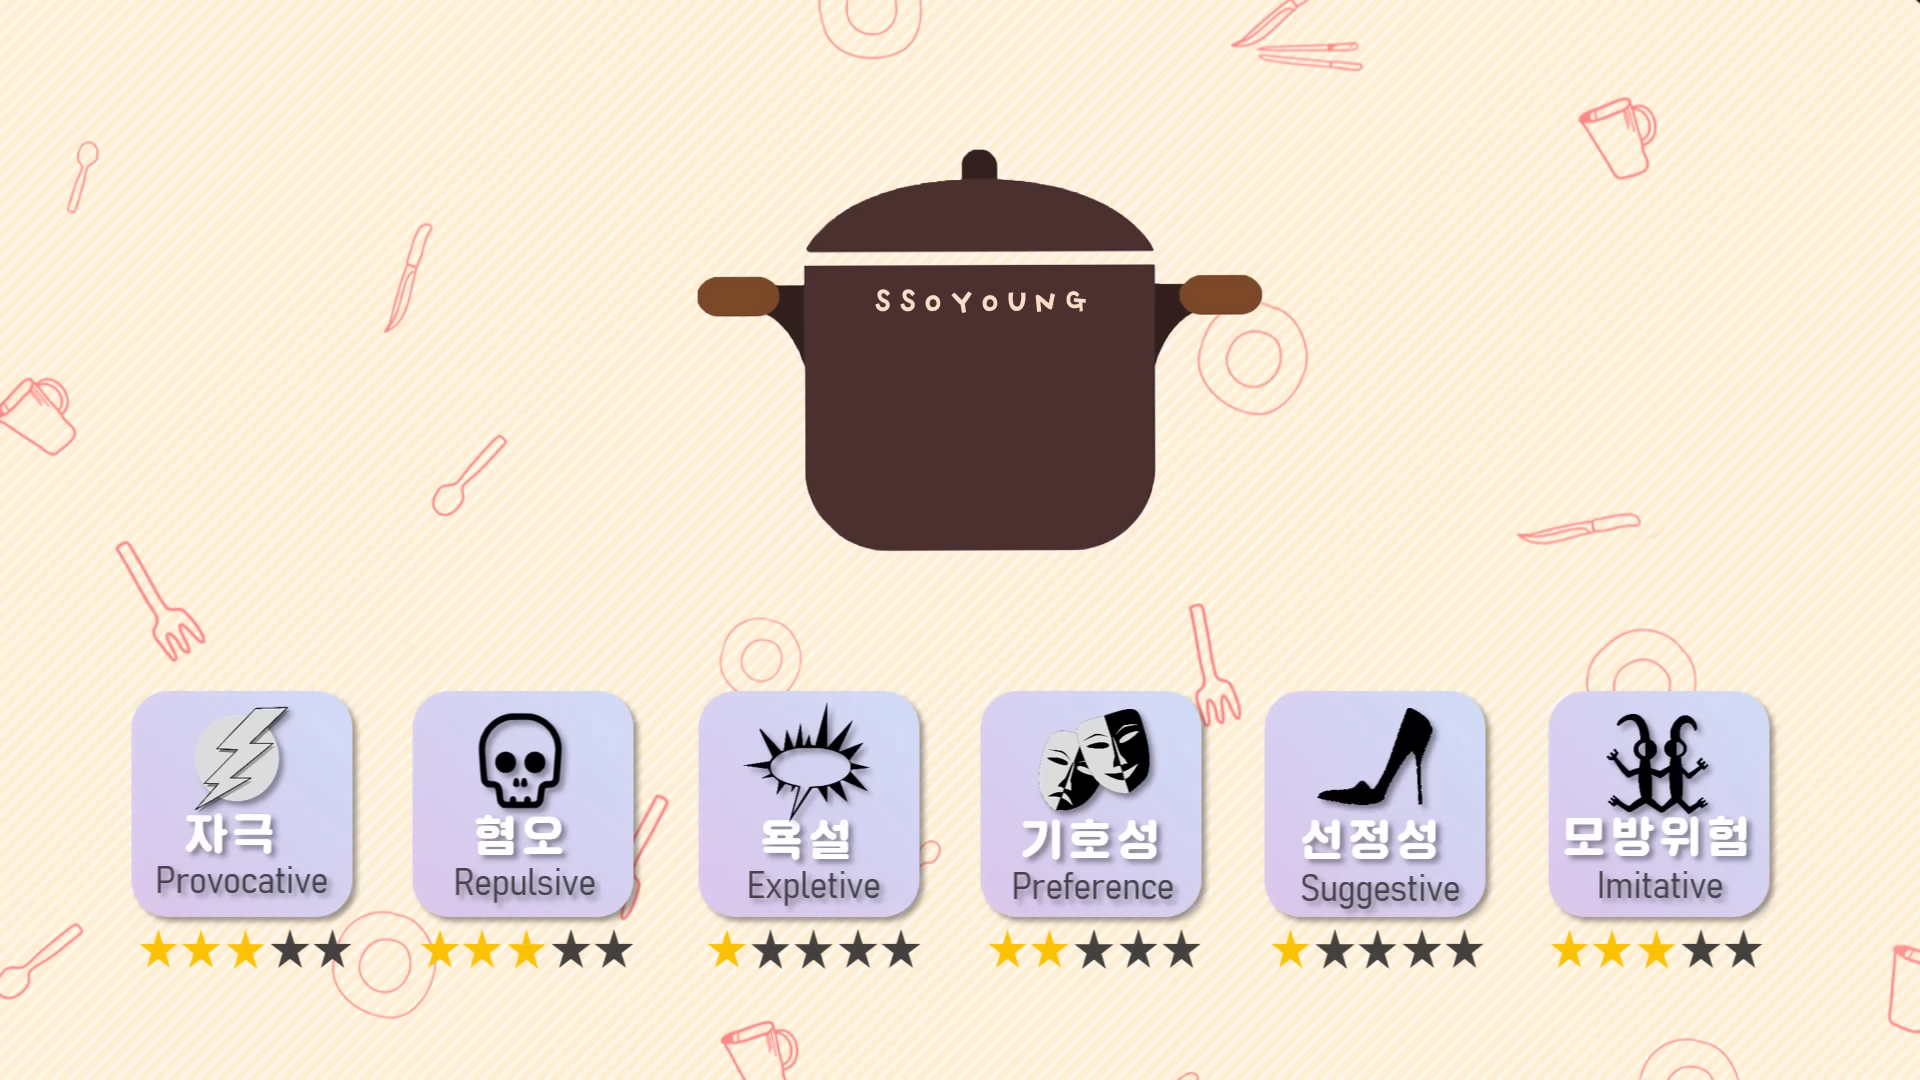 SSoYoUNG
자극
Provocative
혐오
Repulsive
욕설
Expletive
기호성
Preference
선정성
Suggestive
모방위험
Imitative